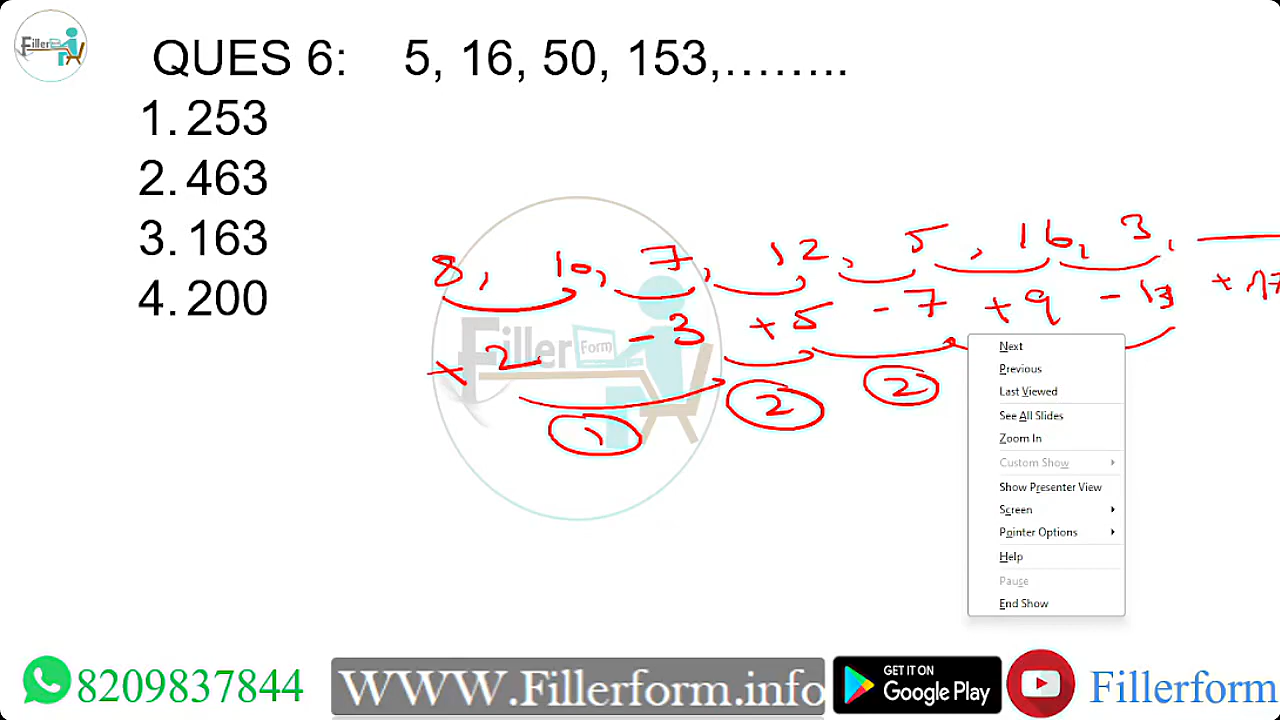 Filler
QUES 6: 5, 16, 50, 153,……..
1. 253
2. 463
3. 163
4. 200
8, 10, 7, 12, 5, 16, 3,
+2 -3 +5 -7 +9 -13 +17
Filler Form
1 2 2
Next
Previous
Last Viewed
See All Slides
Zoom In
Custom Show
Show Presenter View
Screen
Pointer Options
Help
Pause
End Show
8209837844
WWW.Fillerform.info
GET IT ON
Google Play
Fillerform